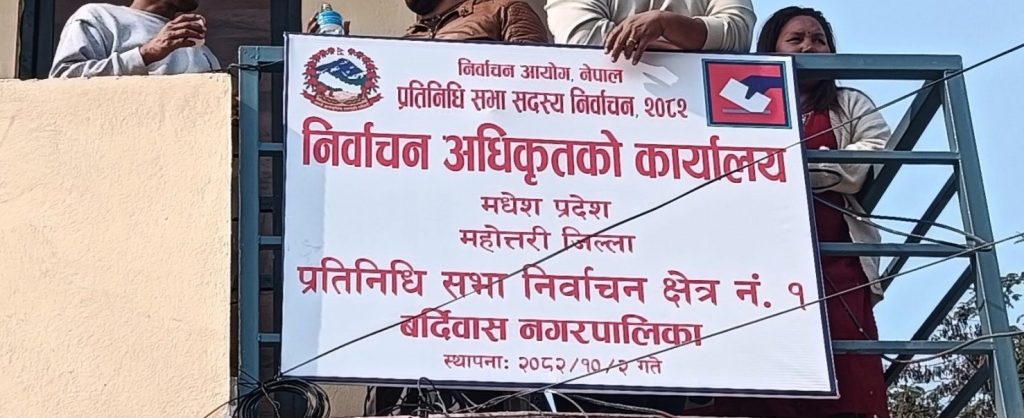 निर्वाचन आयोग, नेपाल
प्रतिनिधि सभा सदस्य निर्वाचन, २०८२
निर्वाचन अधिकृतको कार्यालय
मधेश प्रदेश
महोत्तरी जिल्ला
प्रतिनिधि सभा निर्वाचन क्षेत्र नं. १
बर्दिवास नगरपालिका
स्थापना: २०८२/१०/२ गते